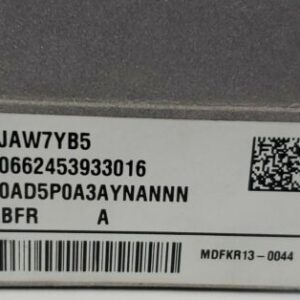 JAW7YB5
0662453933016
0AD5P0A3AYNANNN
BFR A
MDFKR13-0044